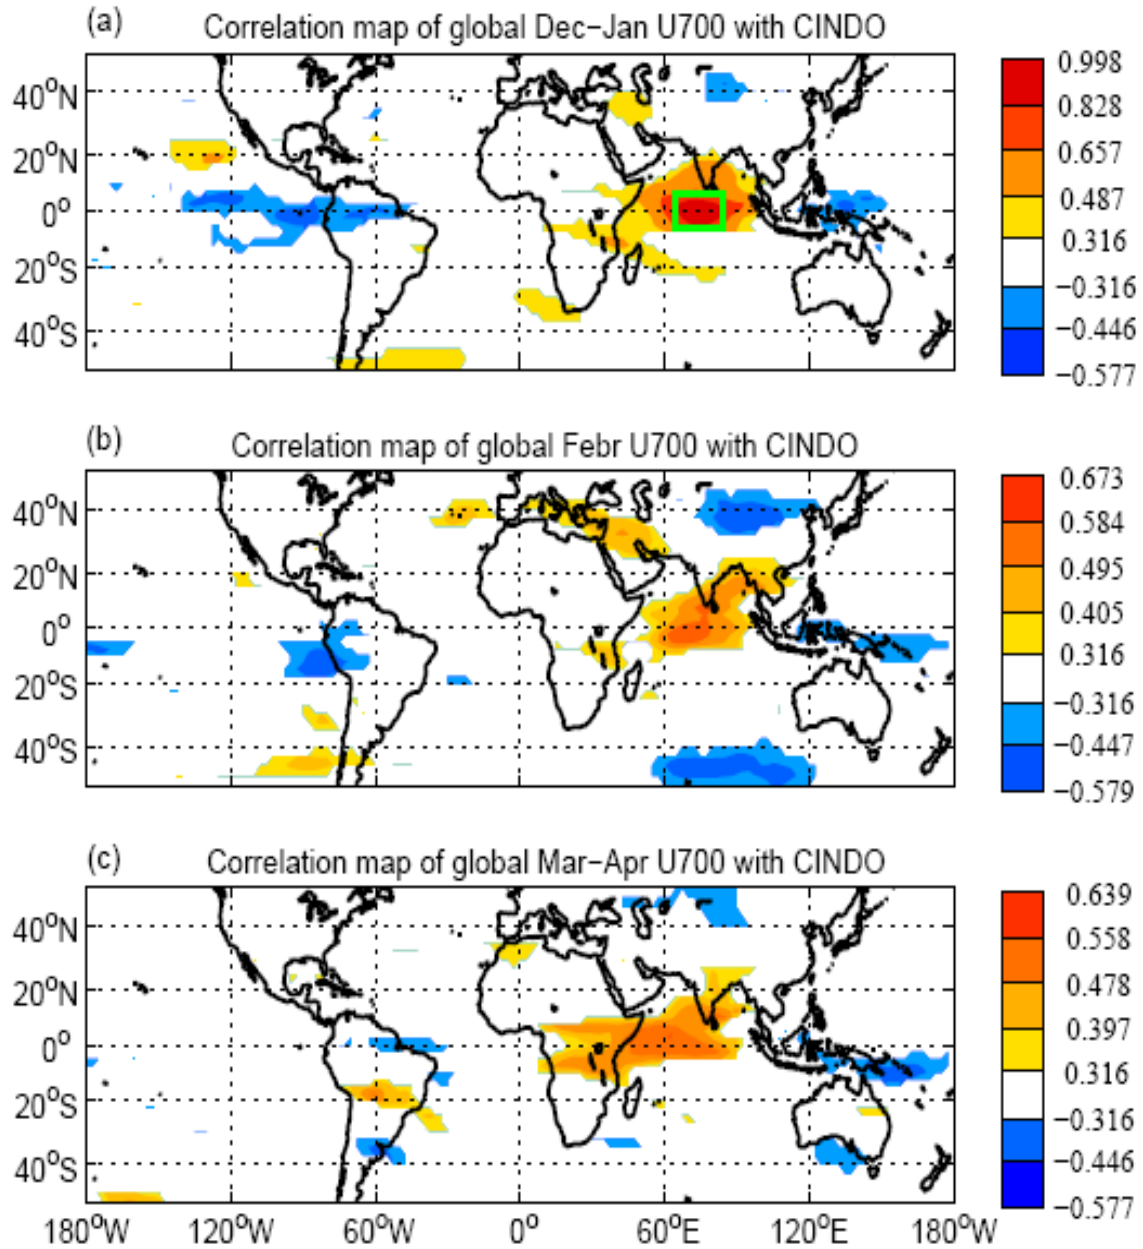 (a)
Correlation map of global Dec−Jan U700 with CINDO
40°N
20°N
0°
20°S
40°S
0.998
0.828
0.657
0.487
0.316
−0.316
−0.446
−0.577
(b)
Correlation map of global Febr U700 with CINDO
40°N
20°N
0°
20°S
40°S
0.673
0.584
0.495
0.405
0.316
−0.316
−0.447
−0.579
(c)
Correlation map of global Mar−Apr U700 with CINDO
40°N
20°N
0°
20°S
40°S
0.639
0.558
0.478
0.397
0.316
−0.316
−0.446
−0.577
180°W 120°W 60°W 0° 60°E 120°E 180°W